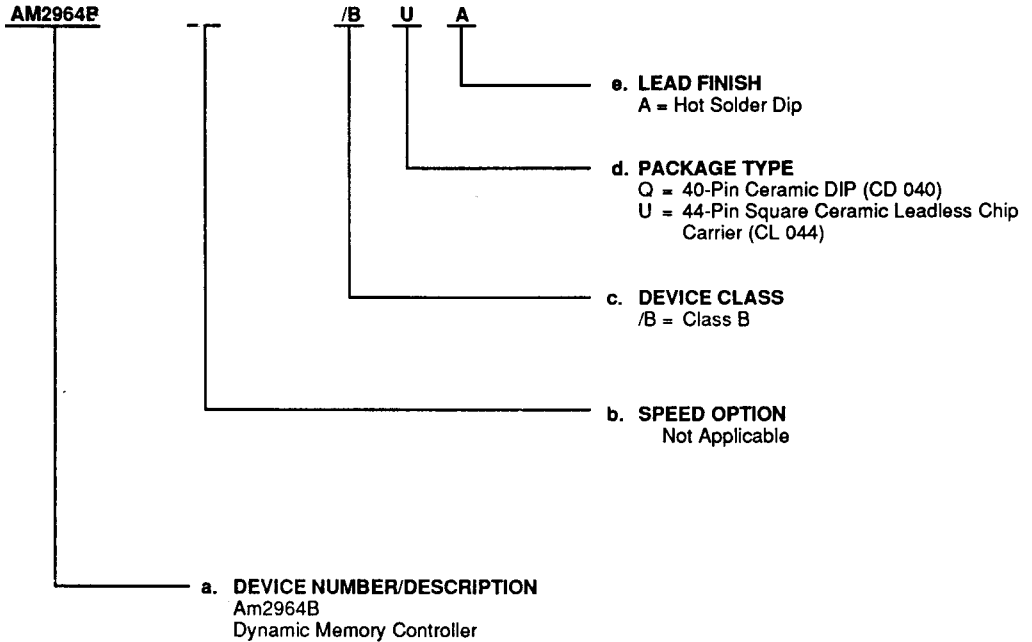 AM2964B /B U A
e. LEAD FINISH
A = Hot Solder Dip
d. PACKAGE TYPE
Q = 40-Pin Ceramic DIP (CD 040)
U = 44-Pin Square Ceramic Leadless Chip
Carrier (CL 044)
c. DEVICE CLASS
/B = Class B
b. SPEED OPTION
Not Applicable
a. DEVICE NUMBER/DESCRIPTION
Am2964B
Dynamic Memory Controller